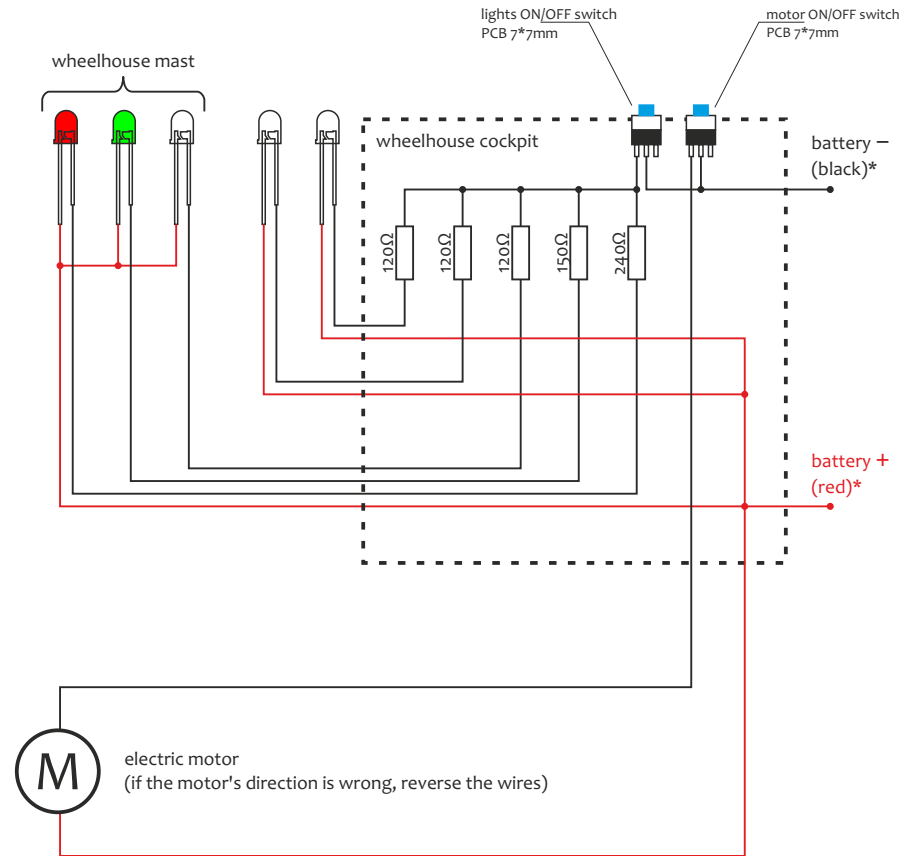 lights ON/OFF switch
PCB 7*7mm
motor ON/OFF switch
PCB 7*7mm
wheelhouse mast
wheelhouse cockpit
battery −
(black)*
120Ω
120Ω
120Ω
150Ω
240Ω
battery +
(red)*
M
electric motor
(if the motor's direction is wrong, reverse the wires)